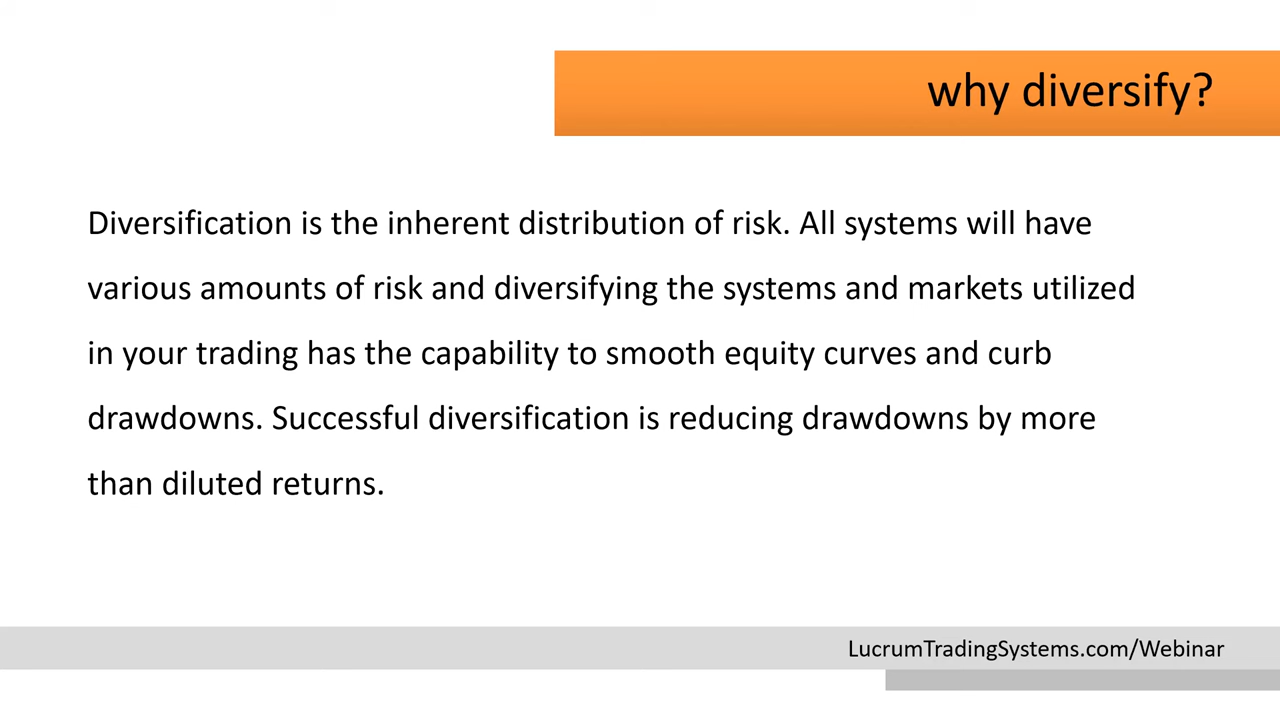 why diversify?
Diversification is the inherent distribution of risk. All systems will have
various amounts of risk and diversifying the systems and markets utilized
in your trading has the capability to smooth equity curves and curb
drawdowns. Successful diversification is reducing drawdowns by more
than diluted returns.
LucrumTradingSystems.com/Webinar